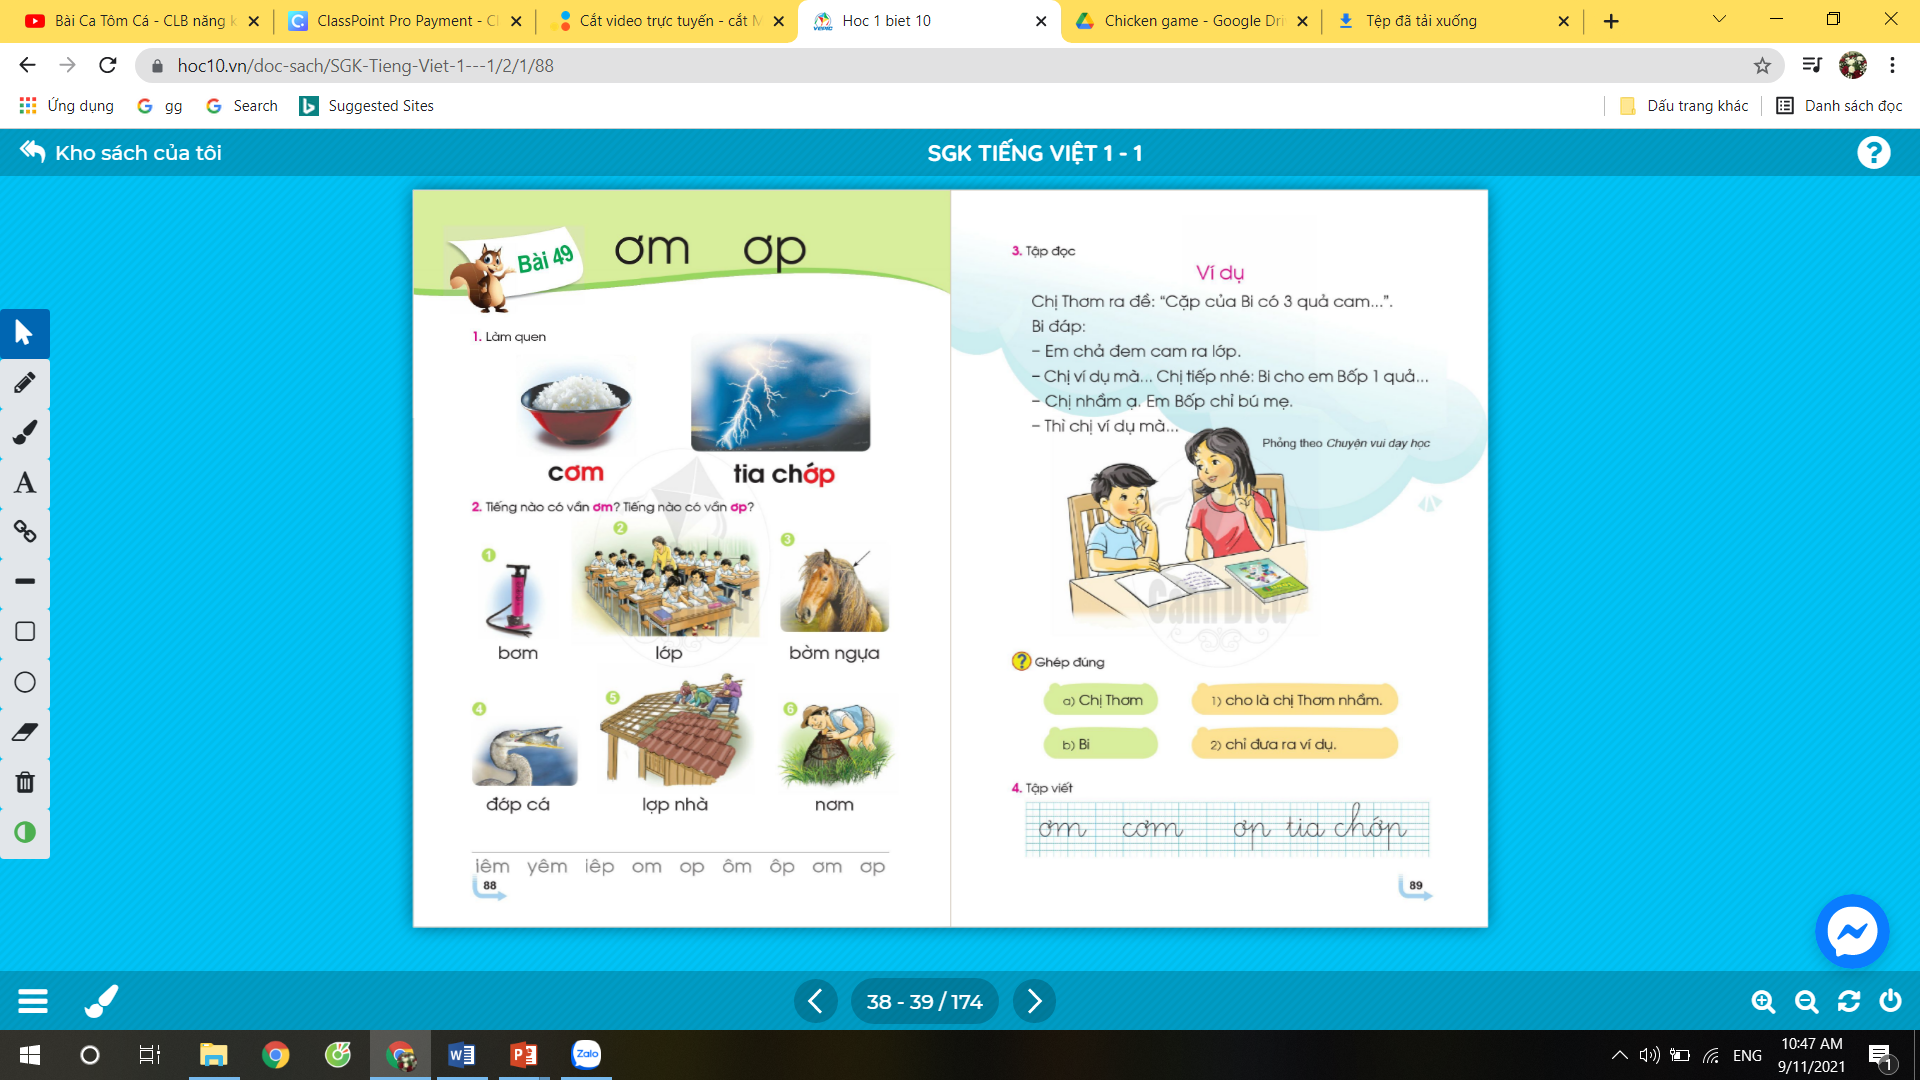 Bài Ca Tôm Cá - CLB năng k
ClassPoint Pro Payment - Cl
Cắt video trực tuyến - cắt M
Hoc 1 biet 10
Chicken game - Google Dri
Tệp đã tải xuống
hoc10.vn/doc-sach/SGK-Tieng-Viet-1---1/2/1/88
Ứng dụng
gg
Search
Suggested Sites
Dấu trang khác
Danh sách đọc
Kho sách của tôi
SGK TIẾNG VIỆT 1 - 1
Bài 49
ơm ơp
1. Làm quen
cơm
tia chớp
2. Tiếng nào có vần ơm? Tiếng nào có vần ơp?
1
2
3
bơm
lớp
bờm ngựa
4
5
6
đớp cá
lợp nhà
nơm
iêm yêm iêp om op ôm ôp ơm ơp
88
3. Tập đọc
Ví dụ
Chị Thơm ra đề: “Cặp của Bi có 3 quả cam...”.
Bi đáp:
– Em chả đem cam ra lớp.
– Chị ví dụ mà... Chị tiếp nhé: Bi cho em Bốp 1 quả...
– Chị nhầm ạ. Em Bốp chỉ bú mẹ.
– Thì chị ví dụ mà...
Phỏng theo Chuyện vui dạy học
Cánh Diều
? Ghép đúng
a) Chị Thơm
1) cho là chị Thơm nhầm.
b) Bi
2) chỉ đưa ra ví dụ.
4. Tập viết
ơm cơm ơp tia chớp
89
38 - 39 / 174
Zalo
ENG
10:47 AM
9/11/2021
1